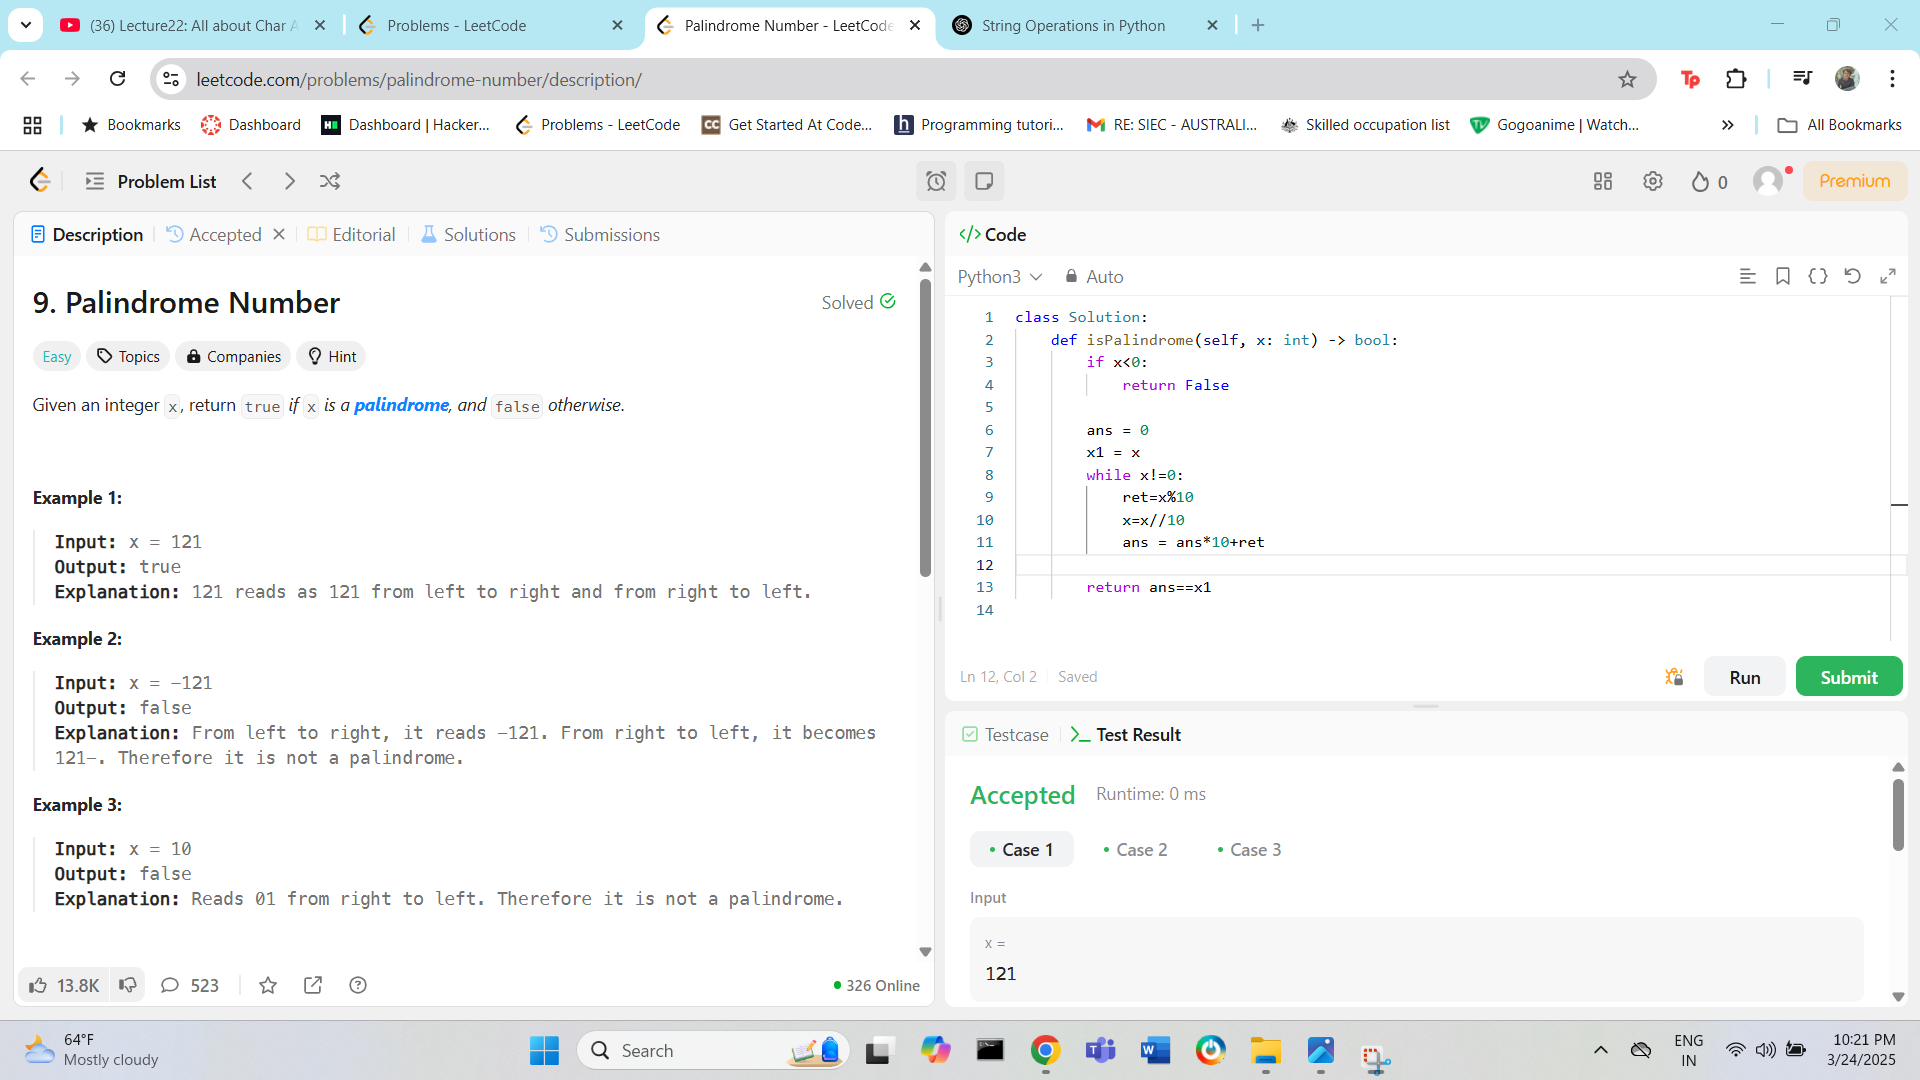 (36) Lecture22: All about Char A
Problems - LeetCode
Palindrome Number - LeetCode
String Operations in Python
leetcode.com/problems/palindrome-number/description/
Tp
Bookmarks
Dashboard
Dashboard | Hacker...
Problems - LeetCode
Get Started At Code...
Programming tutori...
RE: SIEC - AUSTRALI...
Skilled occupation list
Gogoanime | Watch...
All Bookmarks
Problem List
0
Premium
Description
Accepted
Editorial
Solutions
Submissions
9. Palindrome Number
Solved
Easy
Topics
Companies
Hint
Given an integer x, return true if x is a palindrome, and false otherwise.
Example 1:
Input: x = 121
Output: true
Explanation: 121 reads as 121 from left to right and from right to left.
Example 2:
Input: x = -121
Output: false
Explanation: From left to right, it reads -121. From right to left, it becomes
121-. Therefore it is not a palindrome.
Example 3:
Input: x = 10
Output: false
Explanation: Reads 01 from right to left. Therefore it is not a palindrome.
13.8K
523
326 Online
Code
Python3
Auto
1 class Solution:
2     def isPalindrome(self, x: int) -> bool:
3         if x<0:
4             return False
5
6         ans = 0
7         x1 = x
8         while x!=0:
9             ret=x%10
10             x=x//10
11             ans = ans*10+ret
12
13         return ans==x1
14
Ln 12, Col 2
Saved
Run
Submit
Testcase
Test Result
Accepted
Runtime: 0 ms
Case 1
Case 2
Case 3
Input
x =
121
64°F
Mostly cloudy
Search
ENG
IN
10:21 PM
3/24/2025